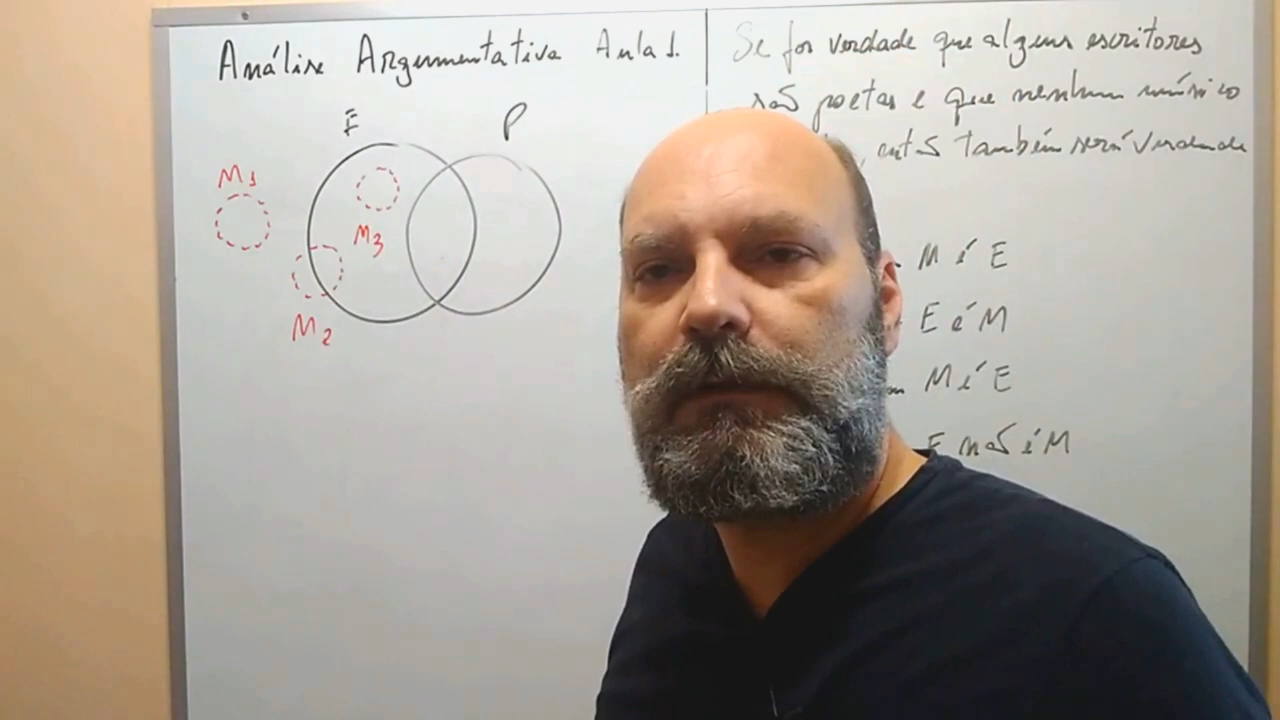 Análise Argumentativa Aula 1.
E P
M1
M3
M2
Se for verdade que alguns escritores
são poetas e que nenhum músico
, então também será verdade
M é E
E é M
M é E
E não é M